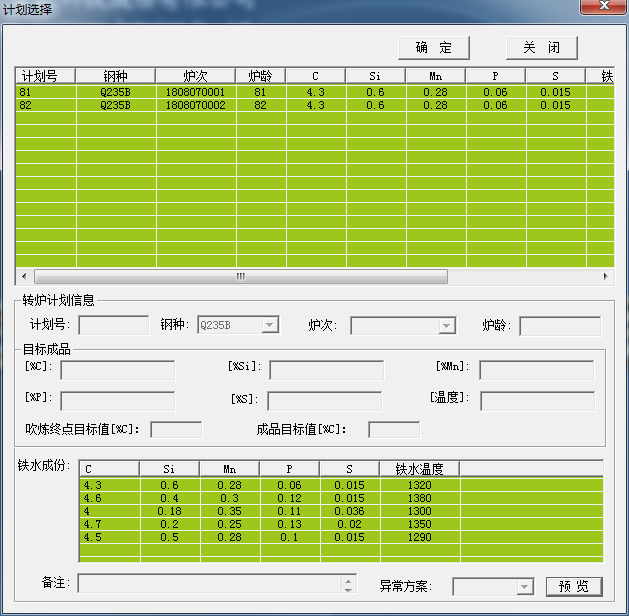 计划选择
确 定 关 闭
计划号 钢种 炉次 炉龄 C Si Mn P S 铁
81 Q235B 1808070001 81 4.3 0.6 0.28 0.06 0.015
82 Q235B 1808070002 82 4.3 0.6 0.28 0.06 0.015
转炉计划信息
计划号: 钢种: Q235B 炉次: 炉龄:
目标成品
[%C]: [%Si]: [%Mn]:
[%P]: [%S]: [温度]:
吹炼终点目标值[%C]: 成品目标值[%C]:
铁水成份: C Si Mn P S 铁水温度
4.3 0.6 0.28 0.06 0.015 1320
4.6 0.4 0.3 0.12 0.015 1380
4 0.18 0.35 0.11 0.036 1300
4.7 0.2 0.25 0.13 0.02 1350
4.5 0.5 0.28 0.1 0.015 1290
备注: 异常方案: 预 览